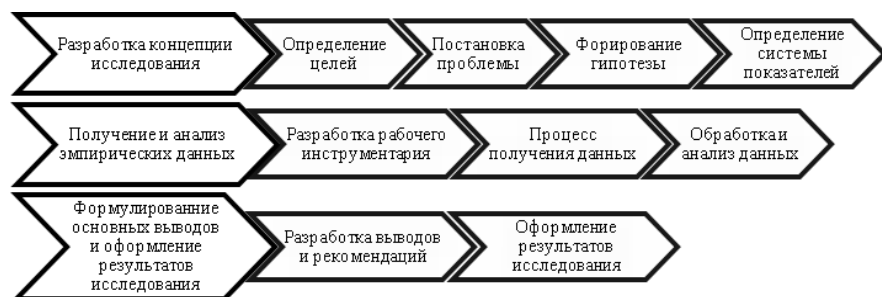 Разработка концепции
исследования
Определение
целей
Постановка
проблемы
Форирование
гипотезы
Определение
системы
показателей
Получение и анализ
эмпирических данных
Разработка рабочего
инструментария
Процесс
получения данных
Обработка и
анализ данных
Формулированние
основных выводов
и оформление
результатов
исследования
Разработка выводов
и рекомендаций
Оформление
результатов
исследования